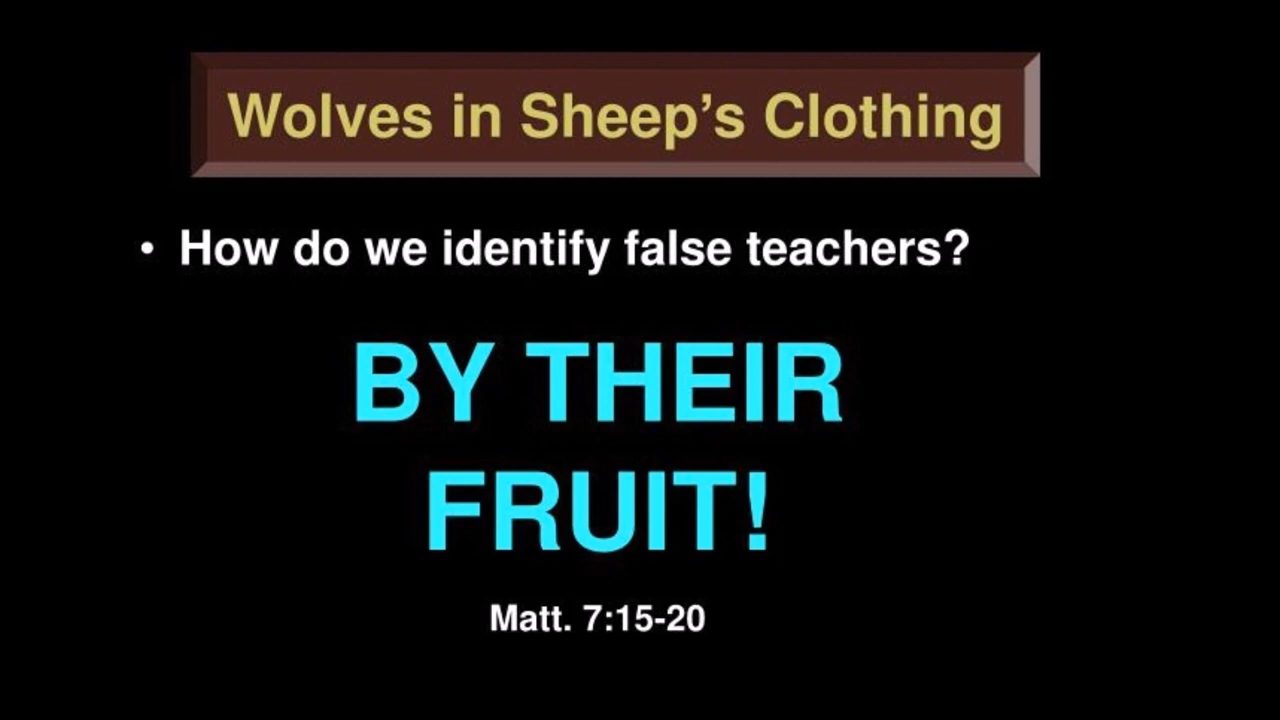 Wolves in Sheep’s Clothing
• How do we identify false teachers?
BY THEIR
FRUIT!
Matt. 7:15-20